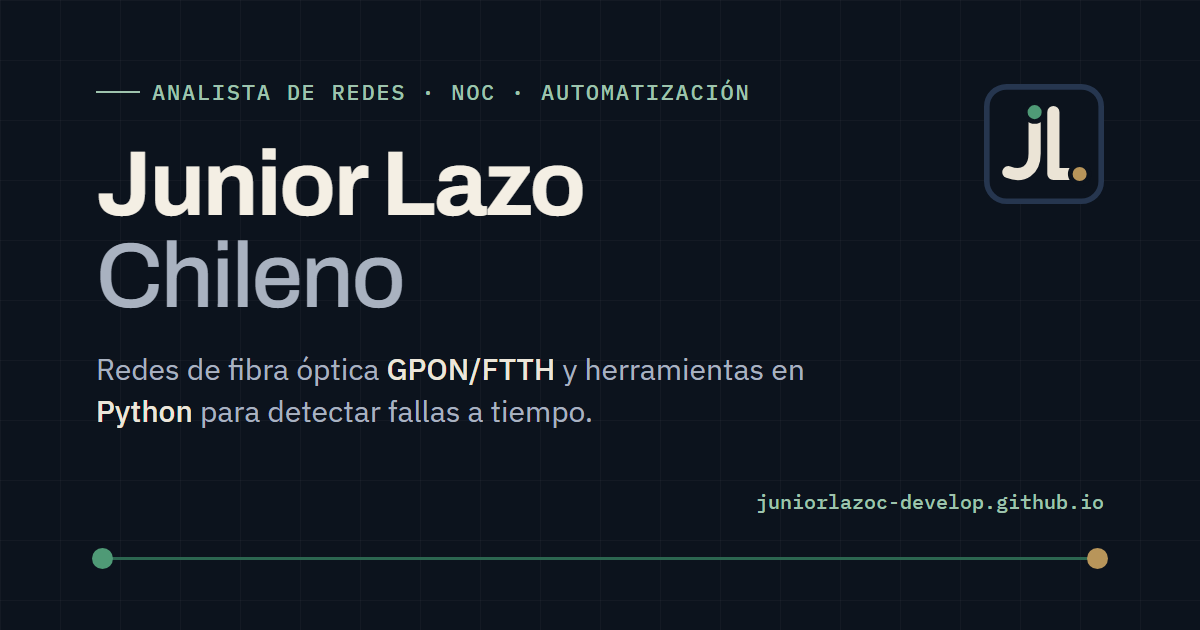 ANALISTA DE REDES · NOC · AUTOMATIZACIÓN
jl.
Junior Lazo
Chileno
Redes de fibra óptica GPON/FTTH y herramientas en
Python para detectar fallas a tiempo.
juniorlazoc-develop.github.io